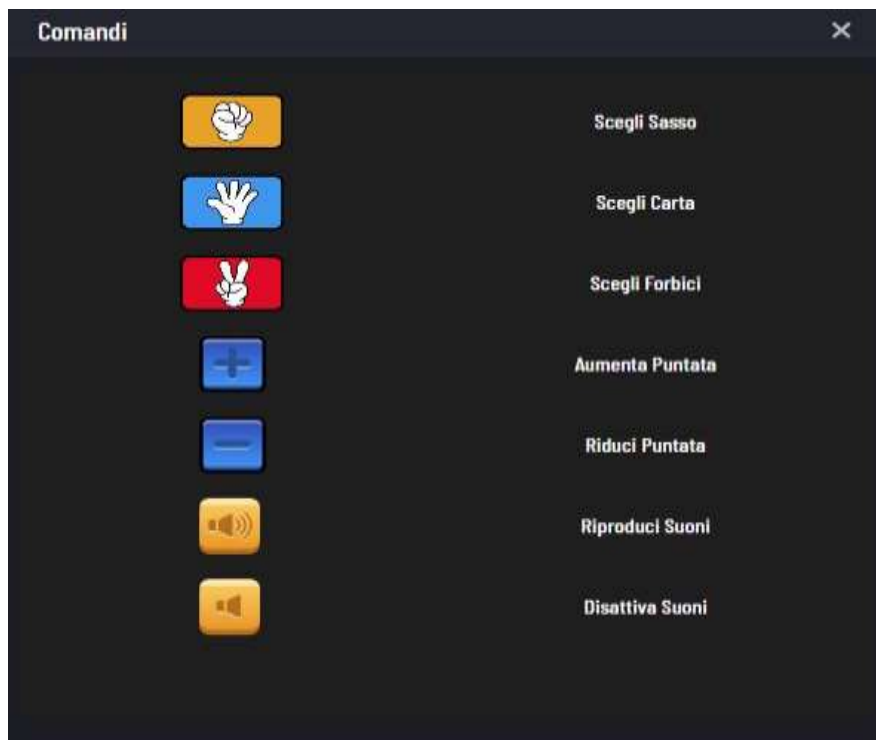 Comandi
Scegli Sasso
Scegli Carta
Scegli Forbici
Aumenta Puntata
Riduci Puntata
Riproduci Suoni
Disattiva Suoni